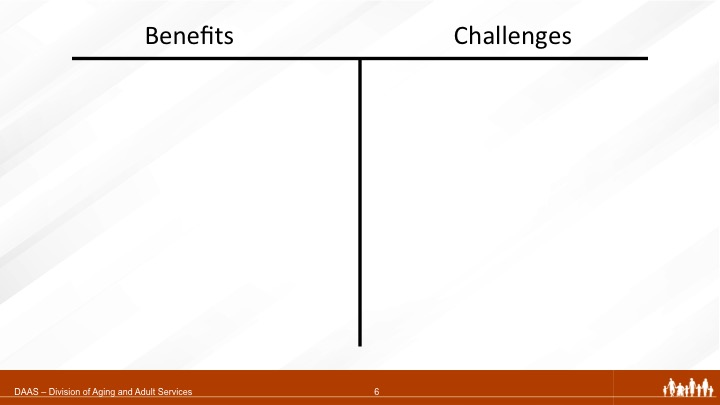 Benefits
Challenges
DAAS – Division of Aging and Adult Services
6